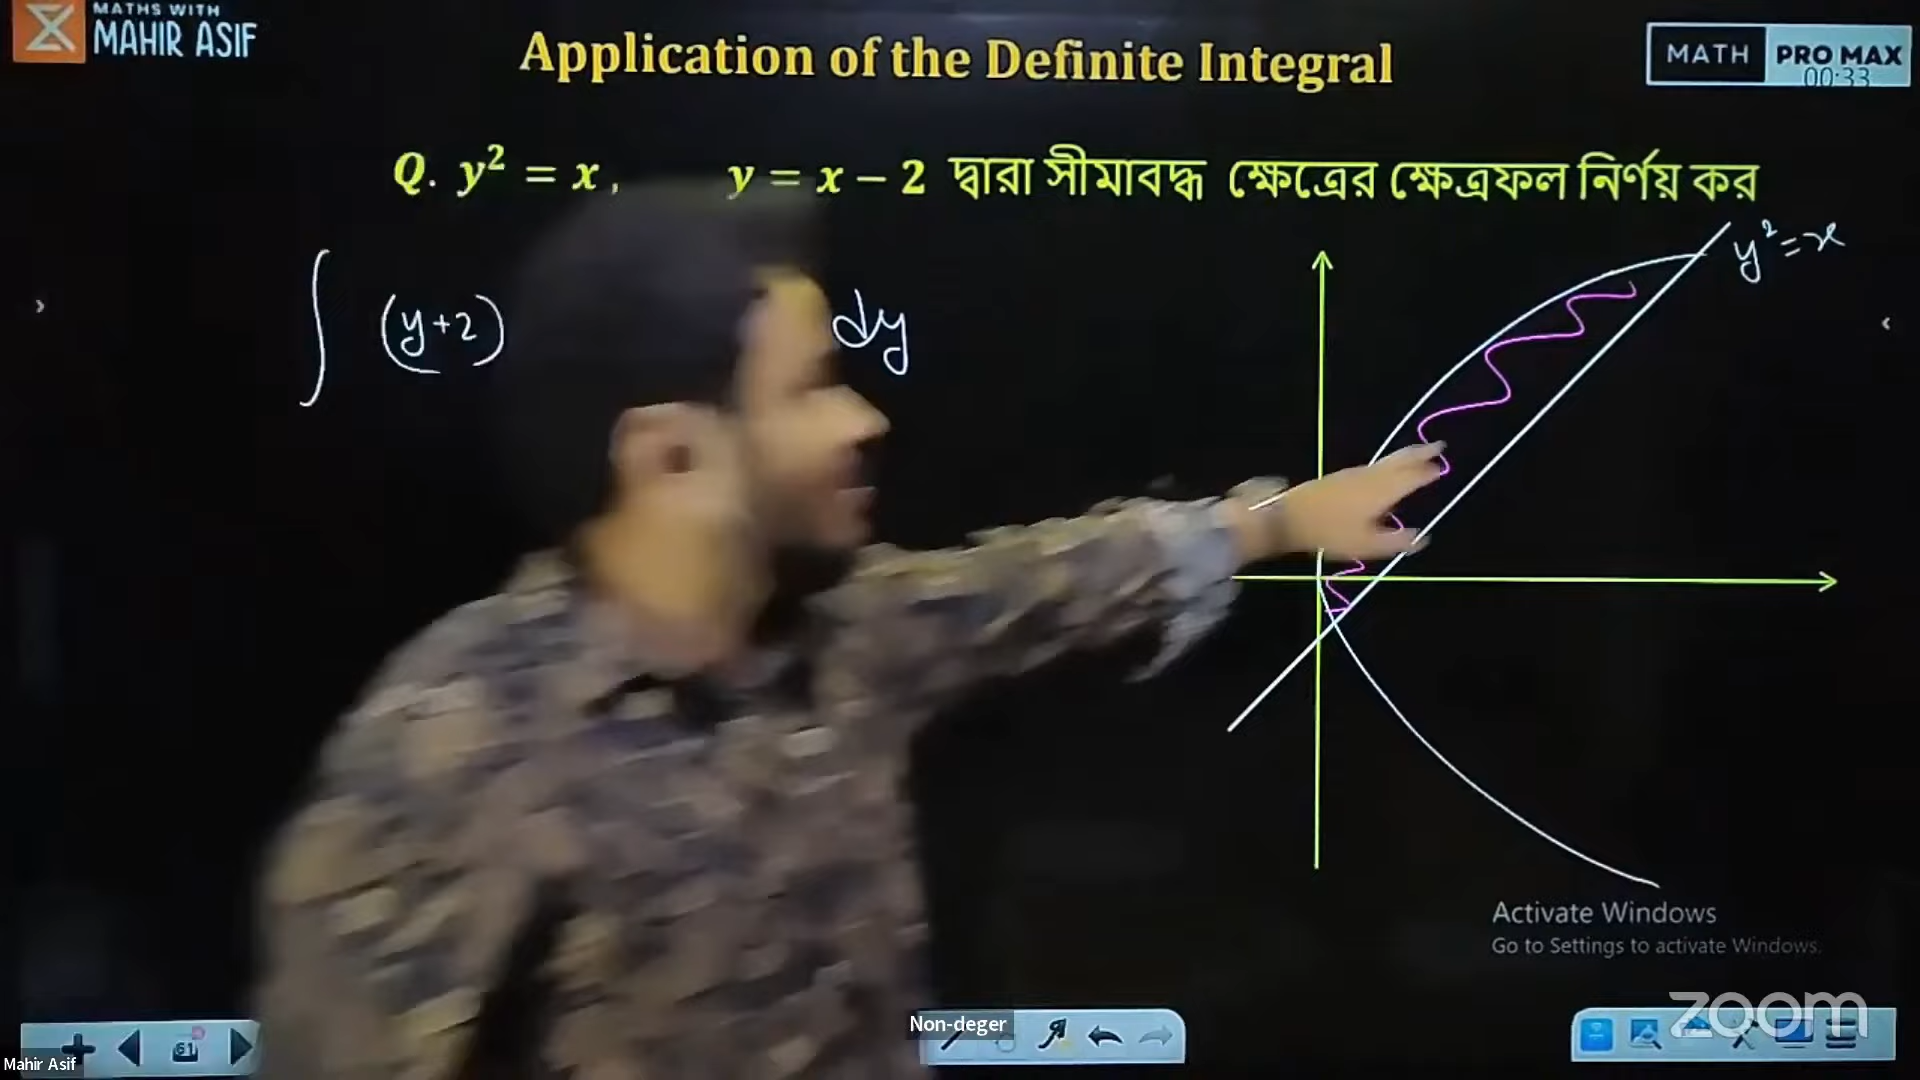 MATHS WITH
MAHIR ASIF
Application of the Definite Integral
MATH PRO MAX
00:33
Q. y² = x, y = x − 2 দ্বারা সীমাবদ্ধ ক্ষেত্রের ক্ষেত্রফল নির্ণয় কর
y² = x
∫ (y+2) dy
Activate Windows
Go to Settings to activate Windows.
zoom
Non-deger
61
Mahir Asif